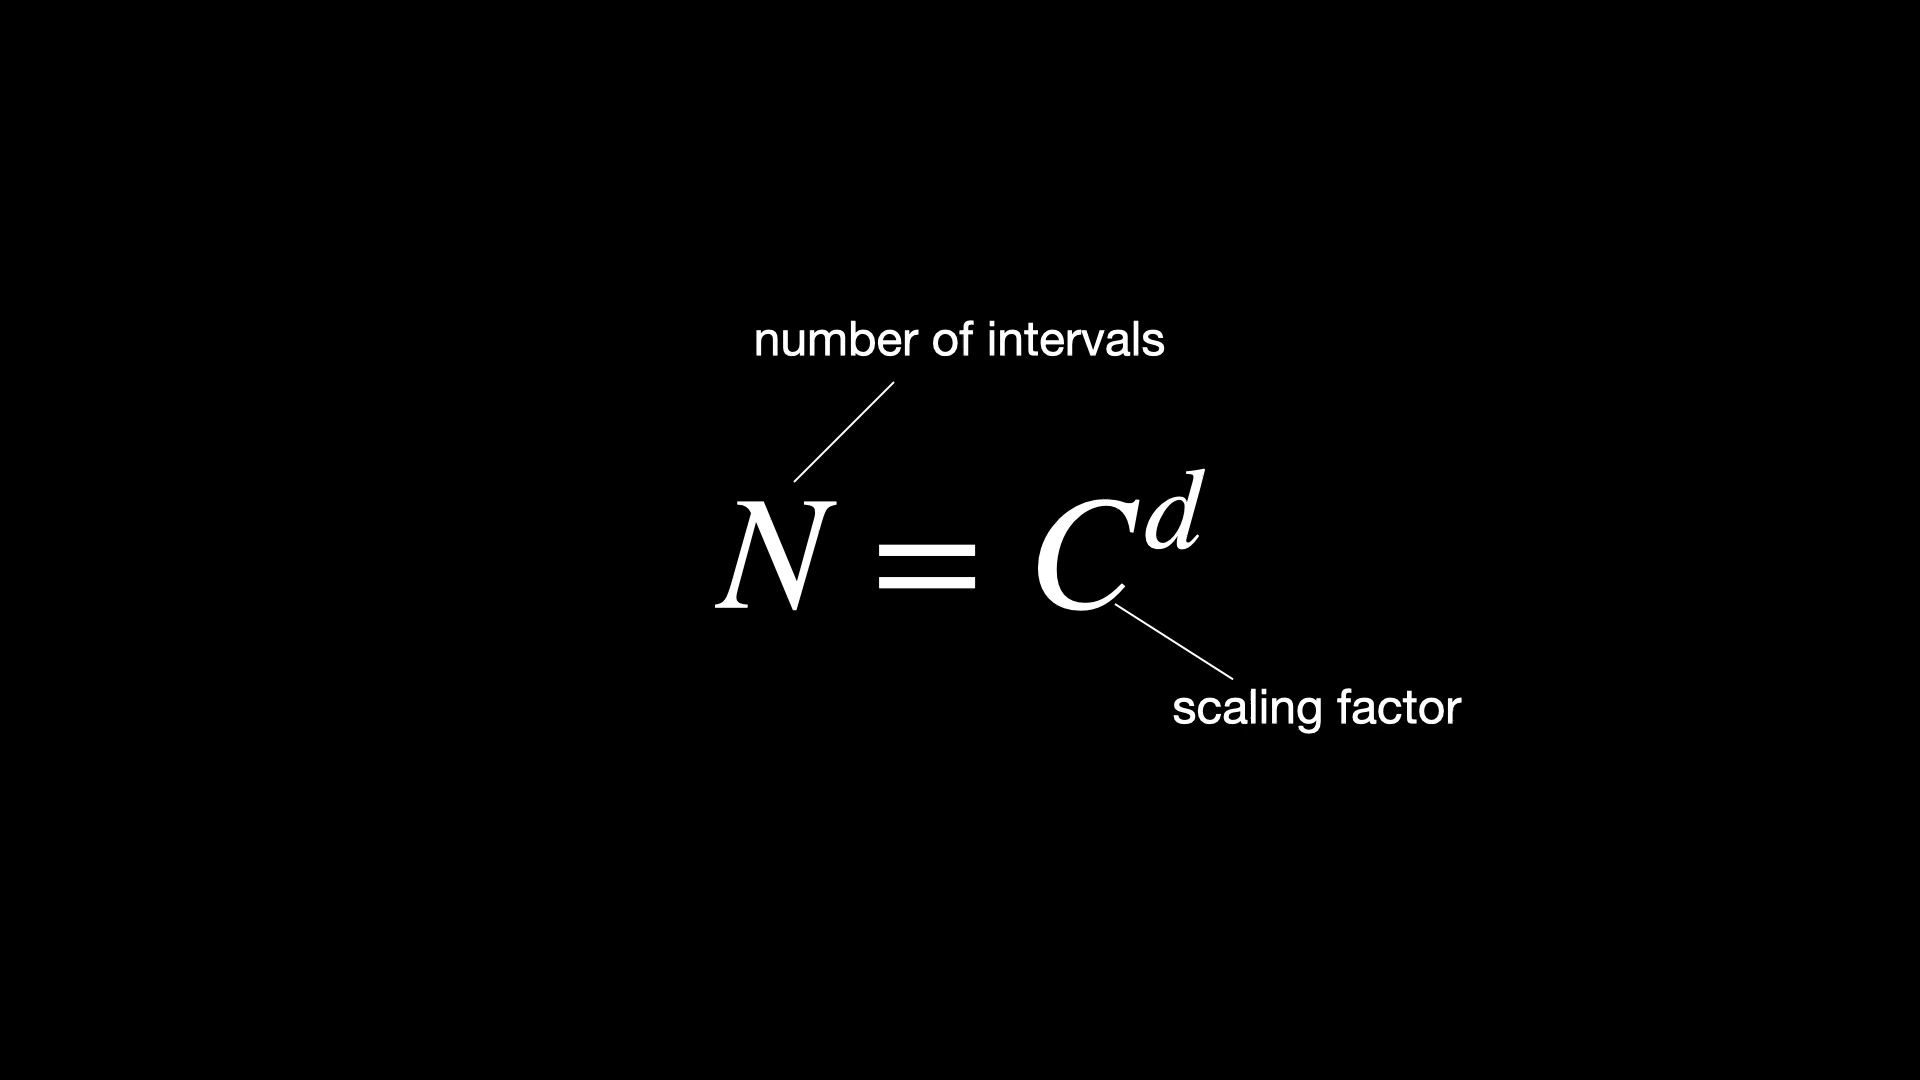 number of intervals
N = C^d
scaling factor